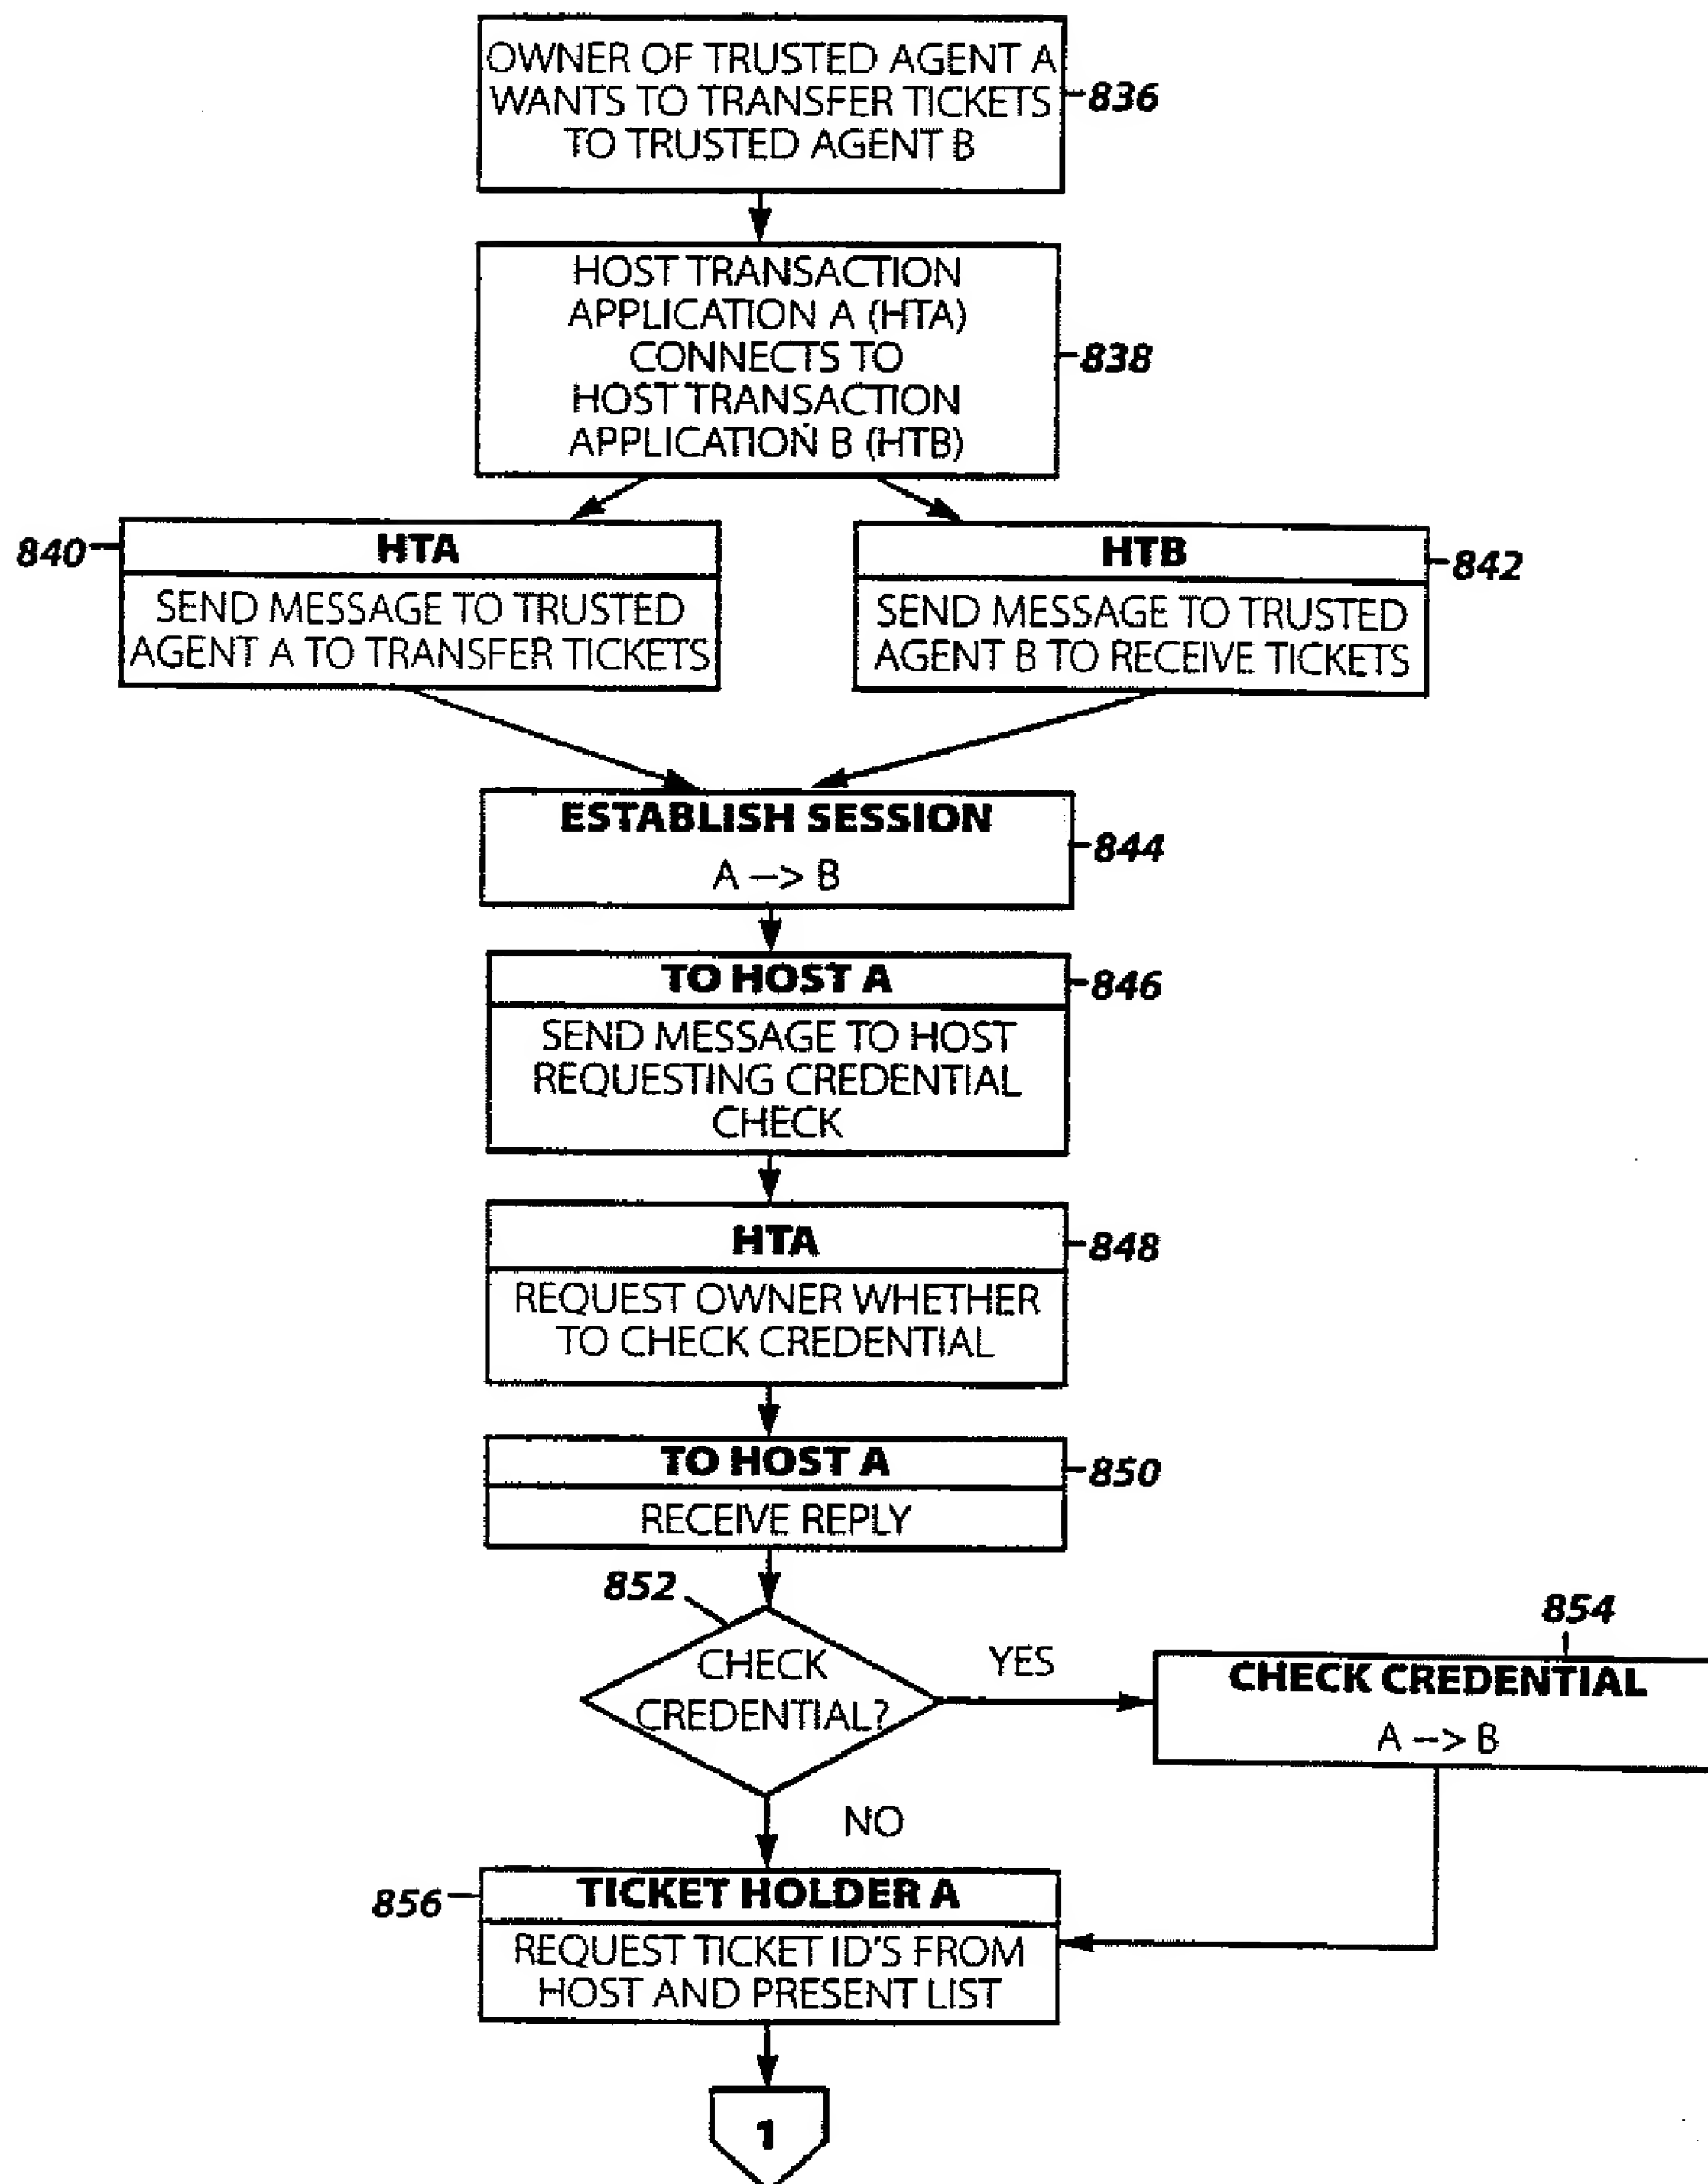 OWNER OF TRUSTED AGENT A
WANTS TO TRANSFER TICKETS
TO TRUSTED AGENT B
836
HOST TRANSACTION
APPLICATION A (HTA)
CONNECTS TO
HOST TRANSACTION
APPLICATION B (HTB)
838
840
HTA
SEND MESSAGE TO TRUSTED
AGENT A TO TRANSFER TICKETS
HTB
842
SEND MESSAGE TO TRUSTED
AGENT B TO RECEIVE TICKETS
ESTABLISH SESSION
844
A --> B
TO HOST A
846
SEND MESSAGE TO HOST
REQUESTING CREDENTIAL
CHECK
HTA
848
REQUEST OWNER WHETHER
TO CHECK CREDENTIAL
TO HOST A
850
RECEIVE REPLY
852
CHECK
CREDENTIAL?
YES
854
CHECK CREDENTIAL
A --> B
NO
856
TICKET HOLDER A
REQUEST TICKET ID'S FROM
HOST AND PRESENT LIST
1